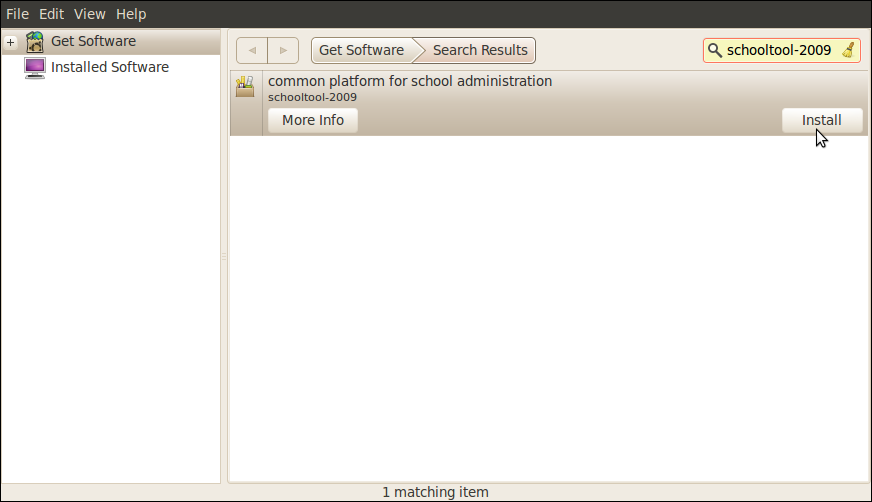 File Edit View Help
Get Software
Installed Software
Get Software Search Results
schooltool-2009
common platform for school administration
schooltool-2009
More Info
Install
1 matching item